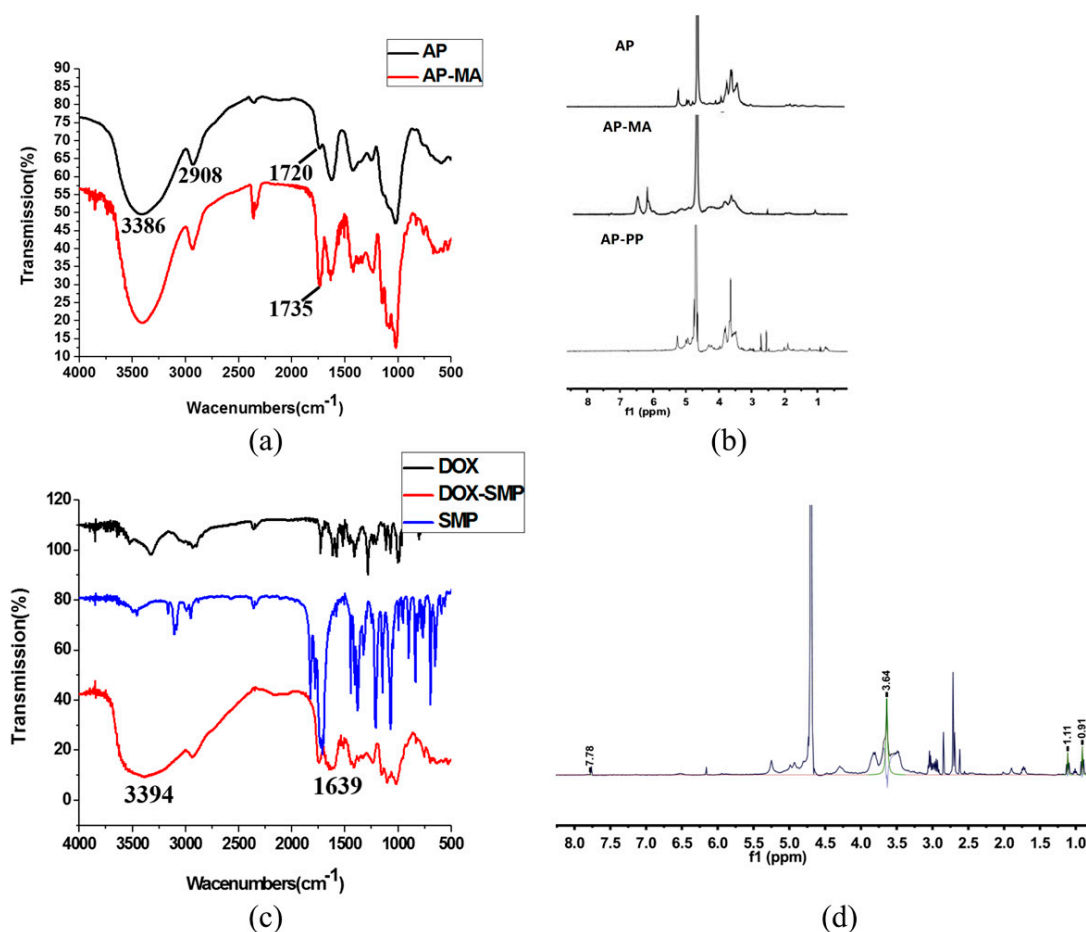 AP
AP-MA
Transmission(%)
90
85
80
75
70
65
60
55
50
45
40
35
30
25
20
15
10
3386
2908
1720
1735
4000 3500 3000 2500 2000 1500 1000 500
Wacenumbers(cm-1)
(a)
AP
AP-MA
AP-PP
8 7 6 5 4 3 2 1
f1 (ppm)
(b)
DOX
DOX-SMP
SMP
Transmission(%)
120
100
80
60
40
20
0
3394
1639
4000 3500 3000 2500 2000 1500 1000 500
Wacenumbers(cm-1)
(c)
7.78
3.64
1.11
0.91
8.0 7.5 7.0 6.5 6.0 5.5 5.0 4.5 4.0 3.5 3.0 2.5 2.0 1.5 1.0
f1 (ppm)
(d)